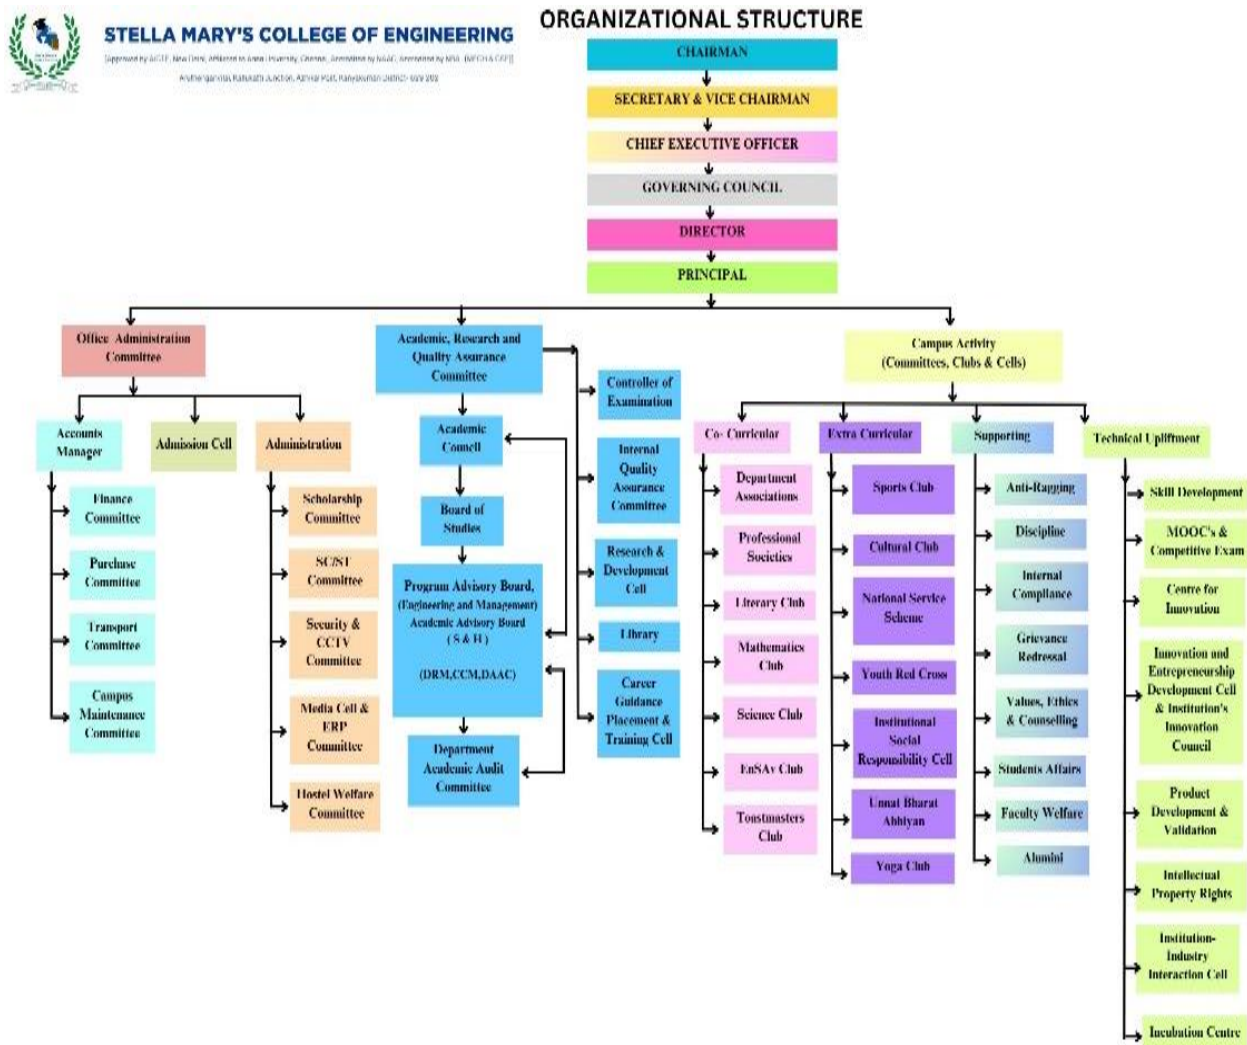 ORGANIZATIONAL STRUCTURE
STELLA MARY'S COLLEGE OF ENGINEERING
CHAIRMAN
SECRETARY & VICE CHAIRMAN
CHIEF EXECUTIVE OFFICER
GOVERNING COUNCIL
DIRECTOR
PRINCIPAL
Office Administration
Committee
Accounts
Manager
Finance
Committee
Purchase
Committee
Transport
Committee
Campus
Maintenance
Committee
Admission Cell
Administration
Scholarship
Committee
SC/ST
Committee
Security &
CCTV
Committee
Media Cell &
ERP
Committee
Hostel Welfare
Committee
Academic, Research and
Quality Assurance
Committee
Academic
Council
Board of
Studies
Program Advisory Board,
(Engineering and Management)
Academic Advisory Board
( S & H )
(DRM,CCM,DAAC)
Department
Academic Audit
Committee
Controller of
Examination
Internal
Quality
Assurance
Committee
Research &
Development
Cell
Library
Career
Guidance
Placement &
Training Cell
Campus Activity
(Committees, Clubs & Cells)
Co- Curricular
Department
Associations
Professional
Societies
Literary Club
Mathematics
Club
Science Club
EnSAv Club
Toastmasters
Club
Extra Curricular
Sports Club
Cultural Club
National Service
Scheme
Youth Red Cross
Institutional
Social
Responsibility Cell
Unnat Bharat
Abhiyan
Yoga Club
Supporting
Anti-Ragging
Discipline
Internal
Compliance
Grievance
Redressal
Values, Ethics
& Counselling
Students Affairs
Faculty Welfare
Alumini
Technical Upliftment
Skill Development
MOOC's &
Competitive Exam
Centre for
Innovation
Innovation and
Entrepreneurship
Development Cell
& Institution's
Innovation
Council
Product
Development &
Validation
Intellectual
Property Rights
Institution-
Industry
Interaction Cell
Incubation Centre